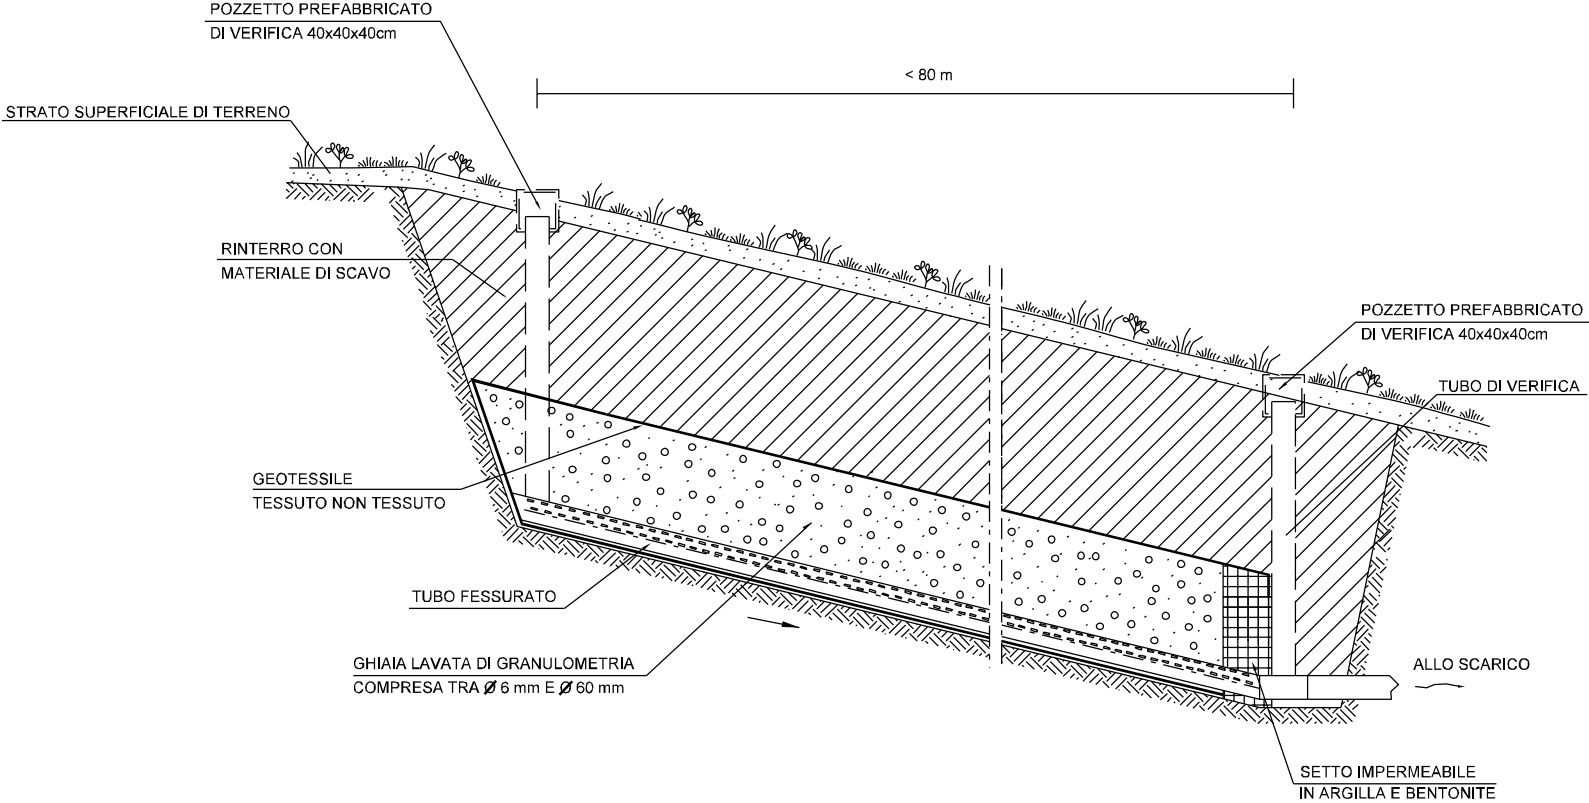 POZZETTO PREFABBRICATO
DI VERIFICA 40x40x40cm
< 80 m
STRATO SUPERFICIALE DI TERRENO
RINTERRO CON
MATERIALE DI SCAVO
POZZETTO PREFABBRICATO
DI VERIFICA 40x40x40cm
TUBO DI VERIFICA
GEOTESSILE
TESSUTO NON TESSUTO
TUBO FESSURATO
GHIAIA LAVATA DI GRANULOMETRIA
COMPRESA TRA Ø 6 mm E Ø 60 mm
ALLO SCARICO
SETTO IMPERMEABILE
IN ARGILLA E BENTONITE